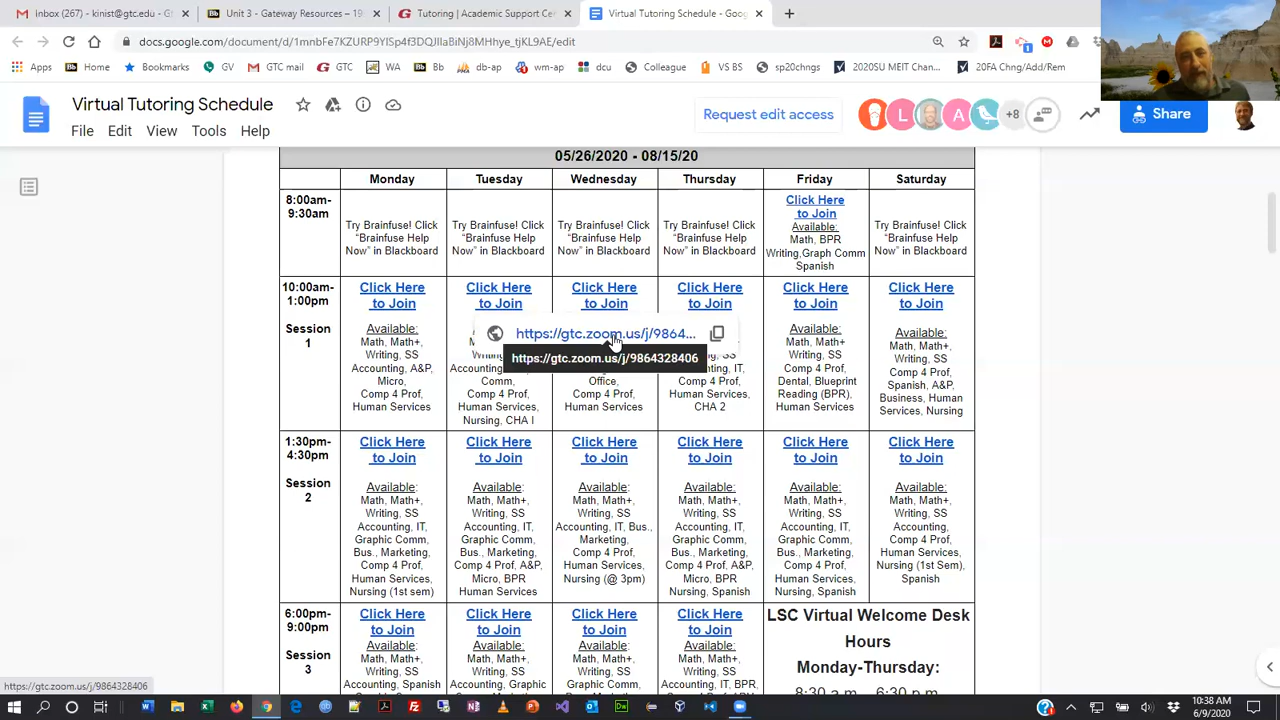 Inbox (267) - kinist@gtc.edu - Gt
Unit 3 - Gateway Resources – 19
Tutoring | Academic Support Ce
Virtual Tutoring Schedule - Goog
docs.google.com/document/d/
/edit
Apps
Home
Bookmarks
GV
GTC mail
GTC
WA
Bb
db-ap
wm-ap
dcu
Colleague
VS BS
sp20chngs
2020SU MEIT Chan...
20FA Chng/Add/Rem
Virtual Tutoring Schedule
File Edit View Tools Help
Request edit access
L
A
+8
Share
05/26/2020 - 08/15/20
Monday Tuesday Wednesday Thursday Friday Saturday
8:00am-
9:30am
Try Brainfuse! Click
"Brainfuse Help
Now" in Blackboard
Try Brainfuse! Click
"Brainfuse Help
Now" in Blackboard
Try Brainfuse! Click
"Brainfuse Help
Now" in Blackboard
Try Brainfuse! Click
"Brainfuse Help
Now" in Blackboard
Click Here
to Join
Available:
Math, BPR
Writing,Graph Comm
Spanish
Try Brainfuse! Click
"Brainfuse Help
Now" in Blackboard
10:00am-
1:00pm
Session
1
Click Here
to Join
Available:
Math, Math+,
Writing, SS
Accounting, A&P,
Micro,
Comp 4 Prof,
Human Services
Click Here
to Join
Comm,
Comp 4 Prof,
Human Services,
Nursing, CHA I
Click Here
to Join
https://gtc.zoom.us/j/9864...
https://gtc.zoom.us/j/9864328406
Office,
Comp 4 Prof,
Human Services
Click Here
to Join
Comp 4 Prof,
Human Services,
CHA 2
Click Here
to Join
Available:
Math, Math+,
Writing, SS
Comp 4 Prof,
Dental, Blueprint
Reading (BPR),
Human Services
Click Here
to Join
Available:
Math, Math+,
Writing, SS
Comp 4 Prof,
Spanish, A&P,
Business, Human
Services, Nursing
1:30pm-
4:30pm
Session
2
Click Here
to Join
Available:
Math, Math+,
Writing, SS
Accounting, IT,
Graphic Comm,
Bus., Marketing,
Comp 4 Prof,
Human Services,
Nursing (1st sem)
Click Here
to Join
Available:
Math, Math+,
Writing, SS
Accounting, IT,
Graphic Comm,
Bus., Marketing,
Comp 4 Prof, A&P,
Micro, BPR
Human Services
Click Here
to Join
Available:
Math, Math+,
Writing, SS
Accounting, IT, Bus.,
Marketing,
Comp 4 Prof,
Human Services,
Nursing (@ 3pm)
Click Here
to Join
Available:
Math, Math+,
Writing, SS
Accounting, IT,
Graphic Comm,
Bus., Marketing,
Comp 4 Prof, A&P
Micro, BPR
Nursing, Spanish
Click Here
to Join
Available:
Math, Math+,
Writing, SS
Accounting, IT,
Graphic Comm,
Bus., Marketing,
Comp 4 Prof,
Human Services,
Nursing, Spanish
Click Here
to Join
Available:
Math, Math+,
Writing, SS
Accounting,
Comp 4 Prof,
Human Services,
Nursing (1st Sem),
Spanish
6:00pm-
9:00pm
Session
3
Click Here
to Join
Available:
Math, Math+,
Writing, SS
Accounting, Spanish
Click Here
to Join
Available:
Math, Math+,
Writing, SS
Accounting, Graphic
Click Here
to Join
Available:
Math, Math+,
Writing, SS
Graphic Comm,
Click Here
to Join
Available:
Math, Math+,
Writing, SS
Accounting, IT, BPR,
LSC Virtual Welcome Desk
Hours
Monday-Thursday:
8:30 a.m. 6:30 p.m.
https://gtc.zoom.us/j/9864328406
10:38 AM
6/9/2020